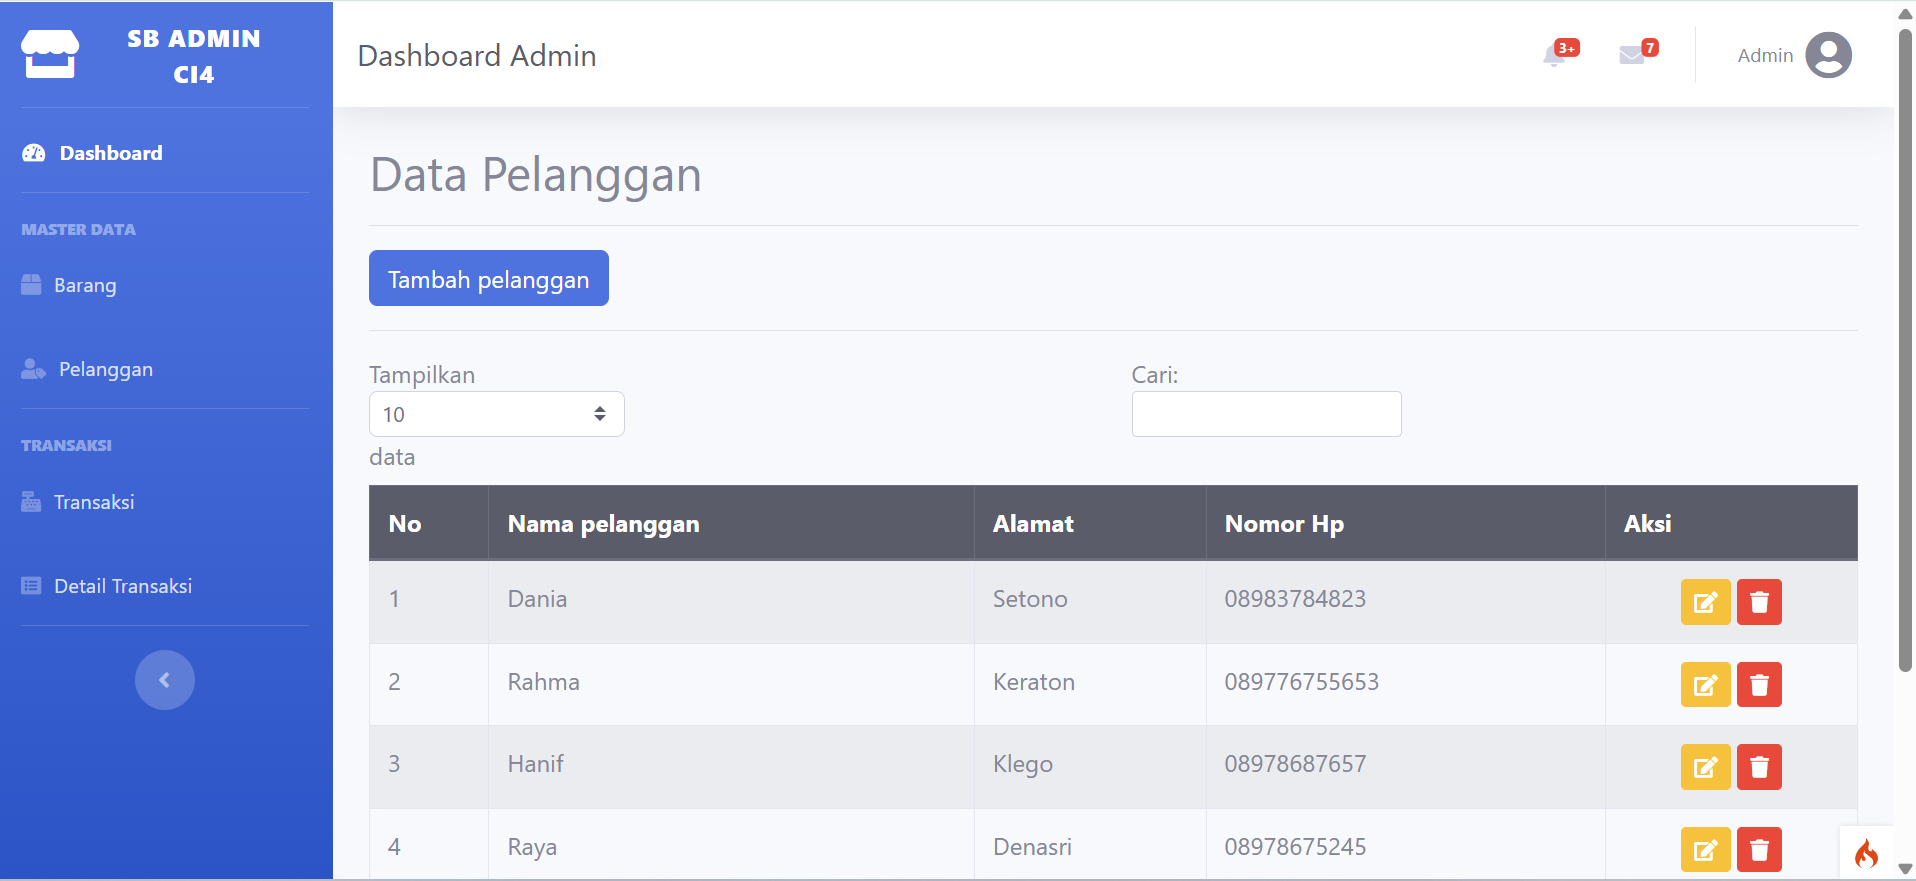 SB ADMIN
CI4
Dashboard Admin
3+
7
Admin
Dashboard
MASTER DATA
Barang
Pelanggan
TRANSAKSI
Transaksi
Detail Transaksi
Data Pelanggan
Tambah pelanggan
Tampilkan
10
data
Cari:
No Nama pelanggan Alamat Nomor Hp Aksi
1 Dania Setono 08983784823
2 Rahma Keraton 089776755653
3 Hanif Klego 08978687657
4 Raya Denasri 08978675245